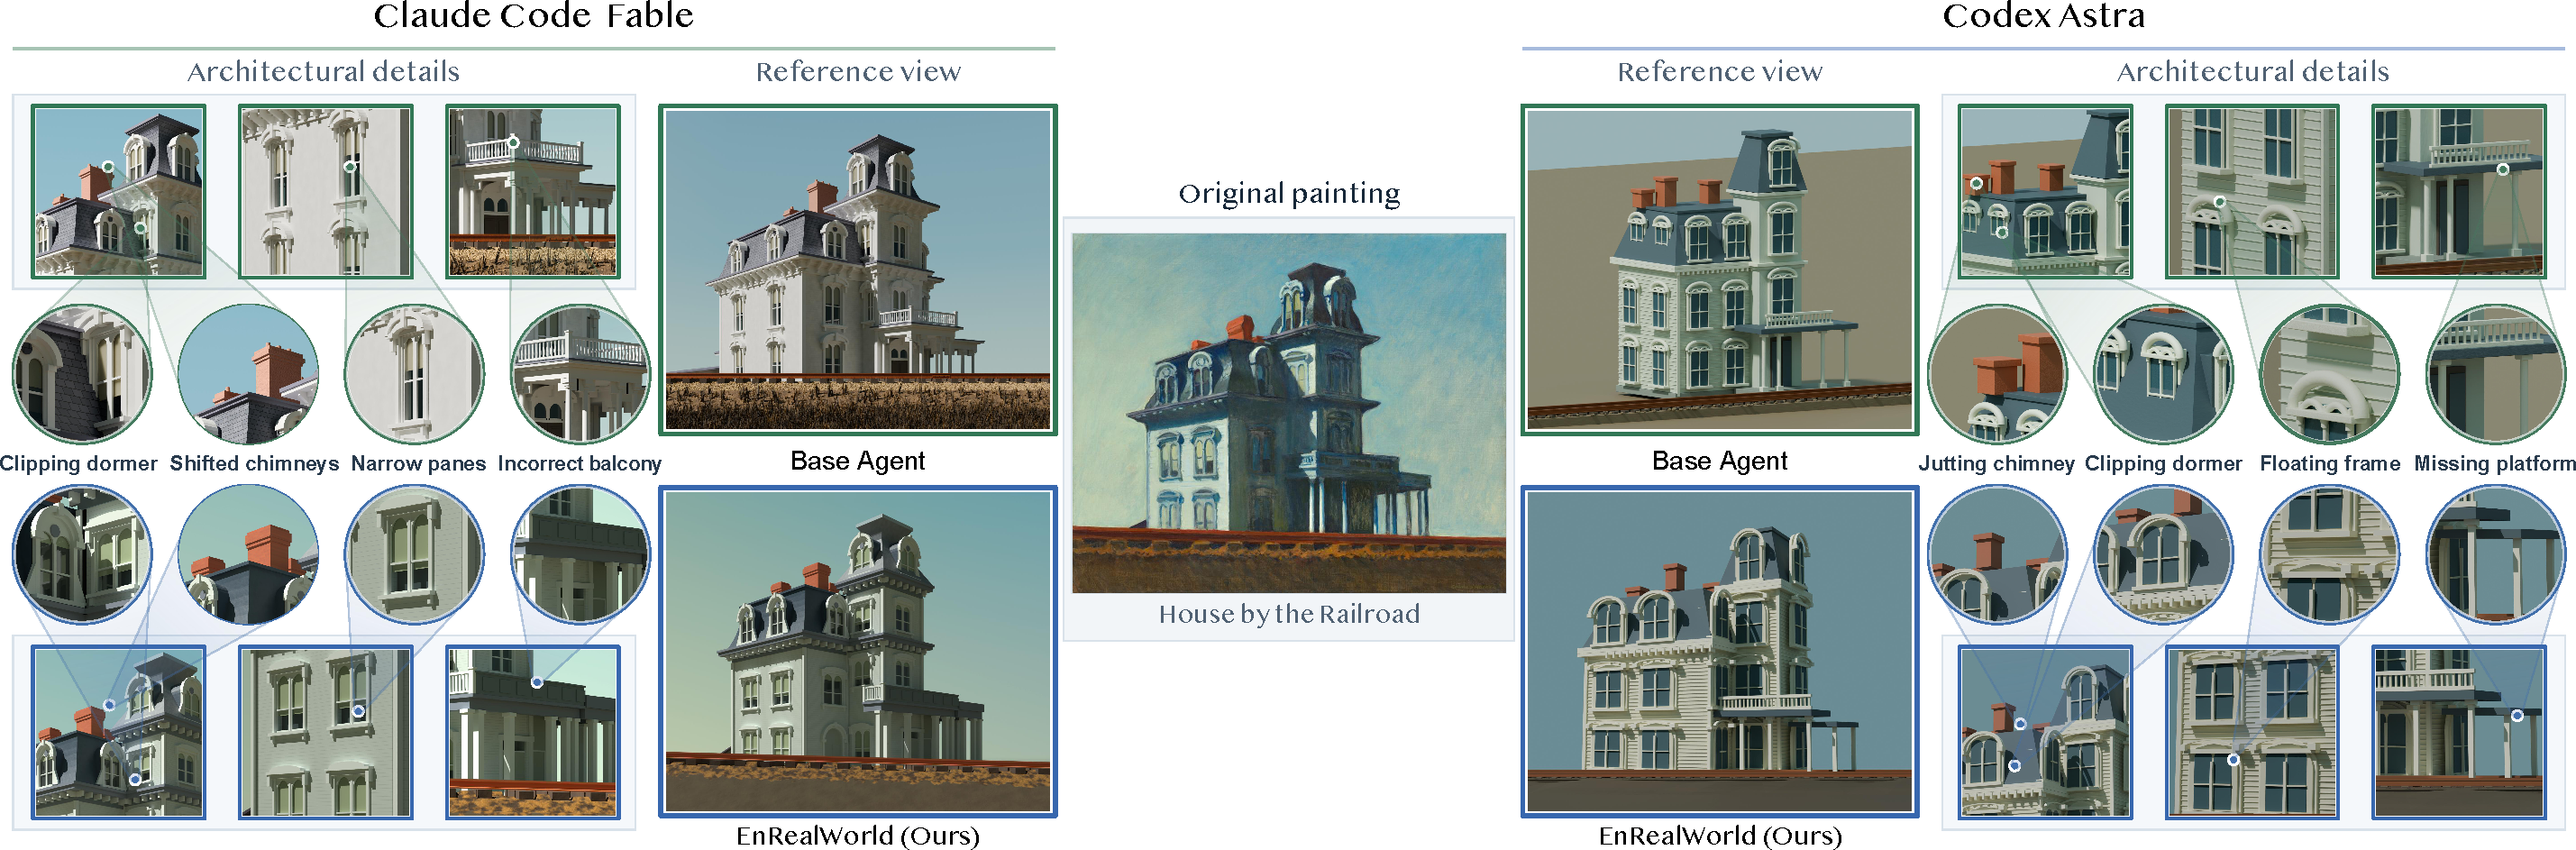 Claude Code Fable
Codex Astra
Architectural details
Reference view
Reference view
Architectural details
Original painting
House by the Railroad
Clipping dormer
Shifted chimneys
Narrow panes
Incorrect balcony
Base Agent
Base Agent
Jutting chimney
Clipping dormer
Floating frame
Missing platform
EnRealWorld (Ours)
EnRealWorld (Ours)